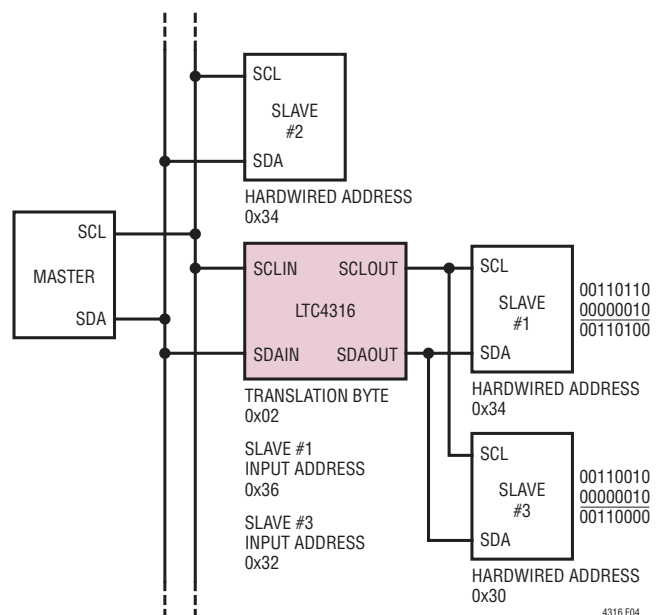 SCL
SLAVE
#2
SDA
HARDWIRED ADDRESS
0x34
MASTER
SCL
SDA
SCLIN
SCLOUT
LTC4316
SDAIN
SDAOUT
TRANSLATION BYTE
0x02
SLAVE #1
INPUT ADDRESS
0x36
SLAVE #3
INPUT ADDRESS
0x32
SCL
SLAVE
#1
SDA
00110110
00000010
00110100
HARDWIRED ADDRESS
0x34
SCL
SLAVE
#3
SDA
00110010
00000010
00110000
HARDWIRED ADDRESS
0x30
4316 F04